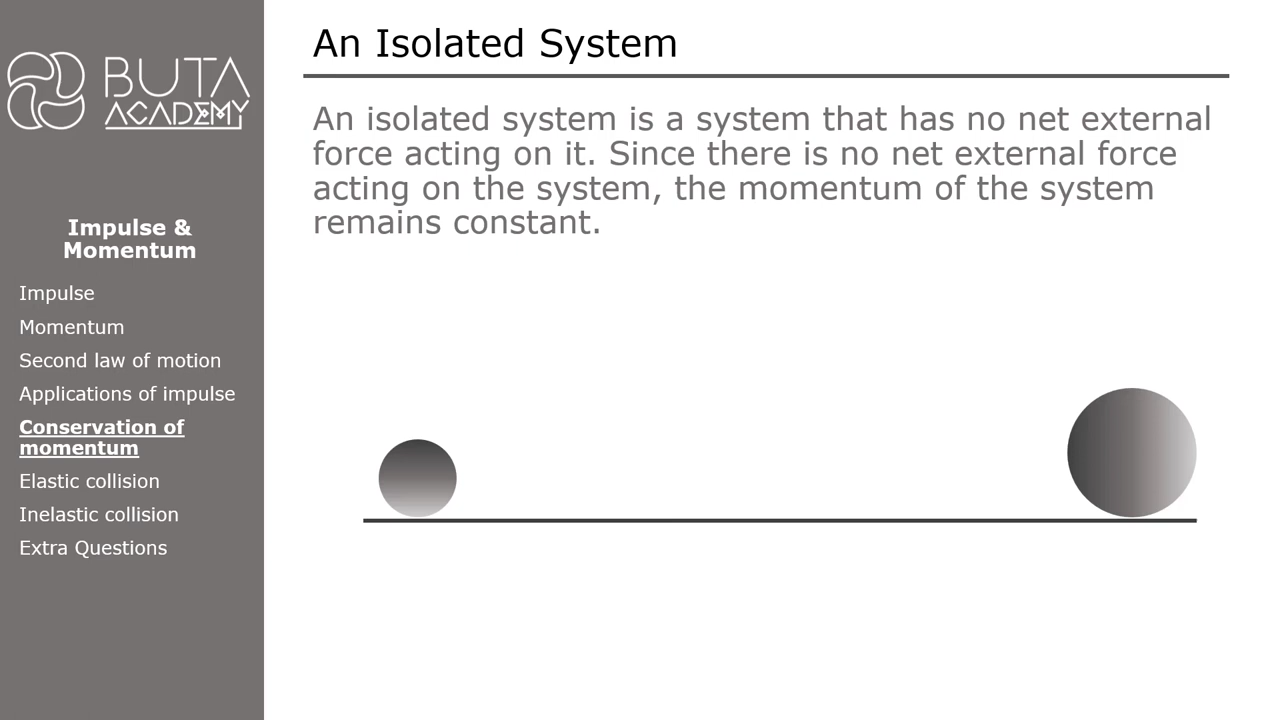 BUTA
ACADEMY
Impulse &
Momentum
Impulse
Momentum
Second law of motion
Applications of impulse
Conservation of
momentum
Elastic collision
Inelastic collision
Extra Questions
An Isolated System
An isolated system is a system that has no net external
force acting on it. Since there is no net external force
acting on the system, the momentum of the system
remains constant.